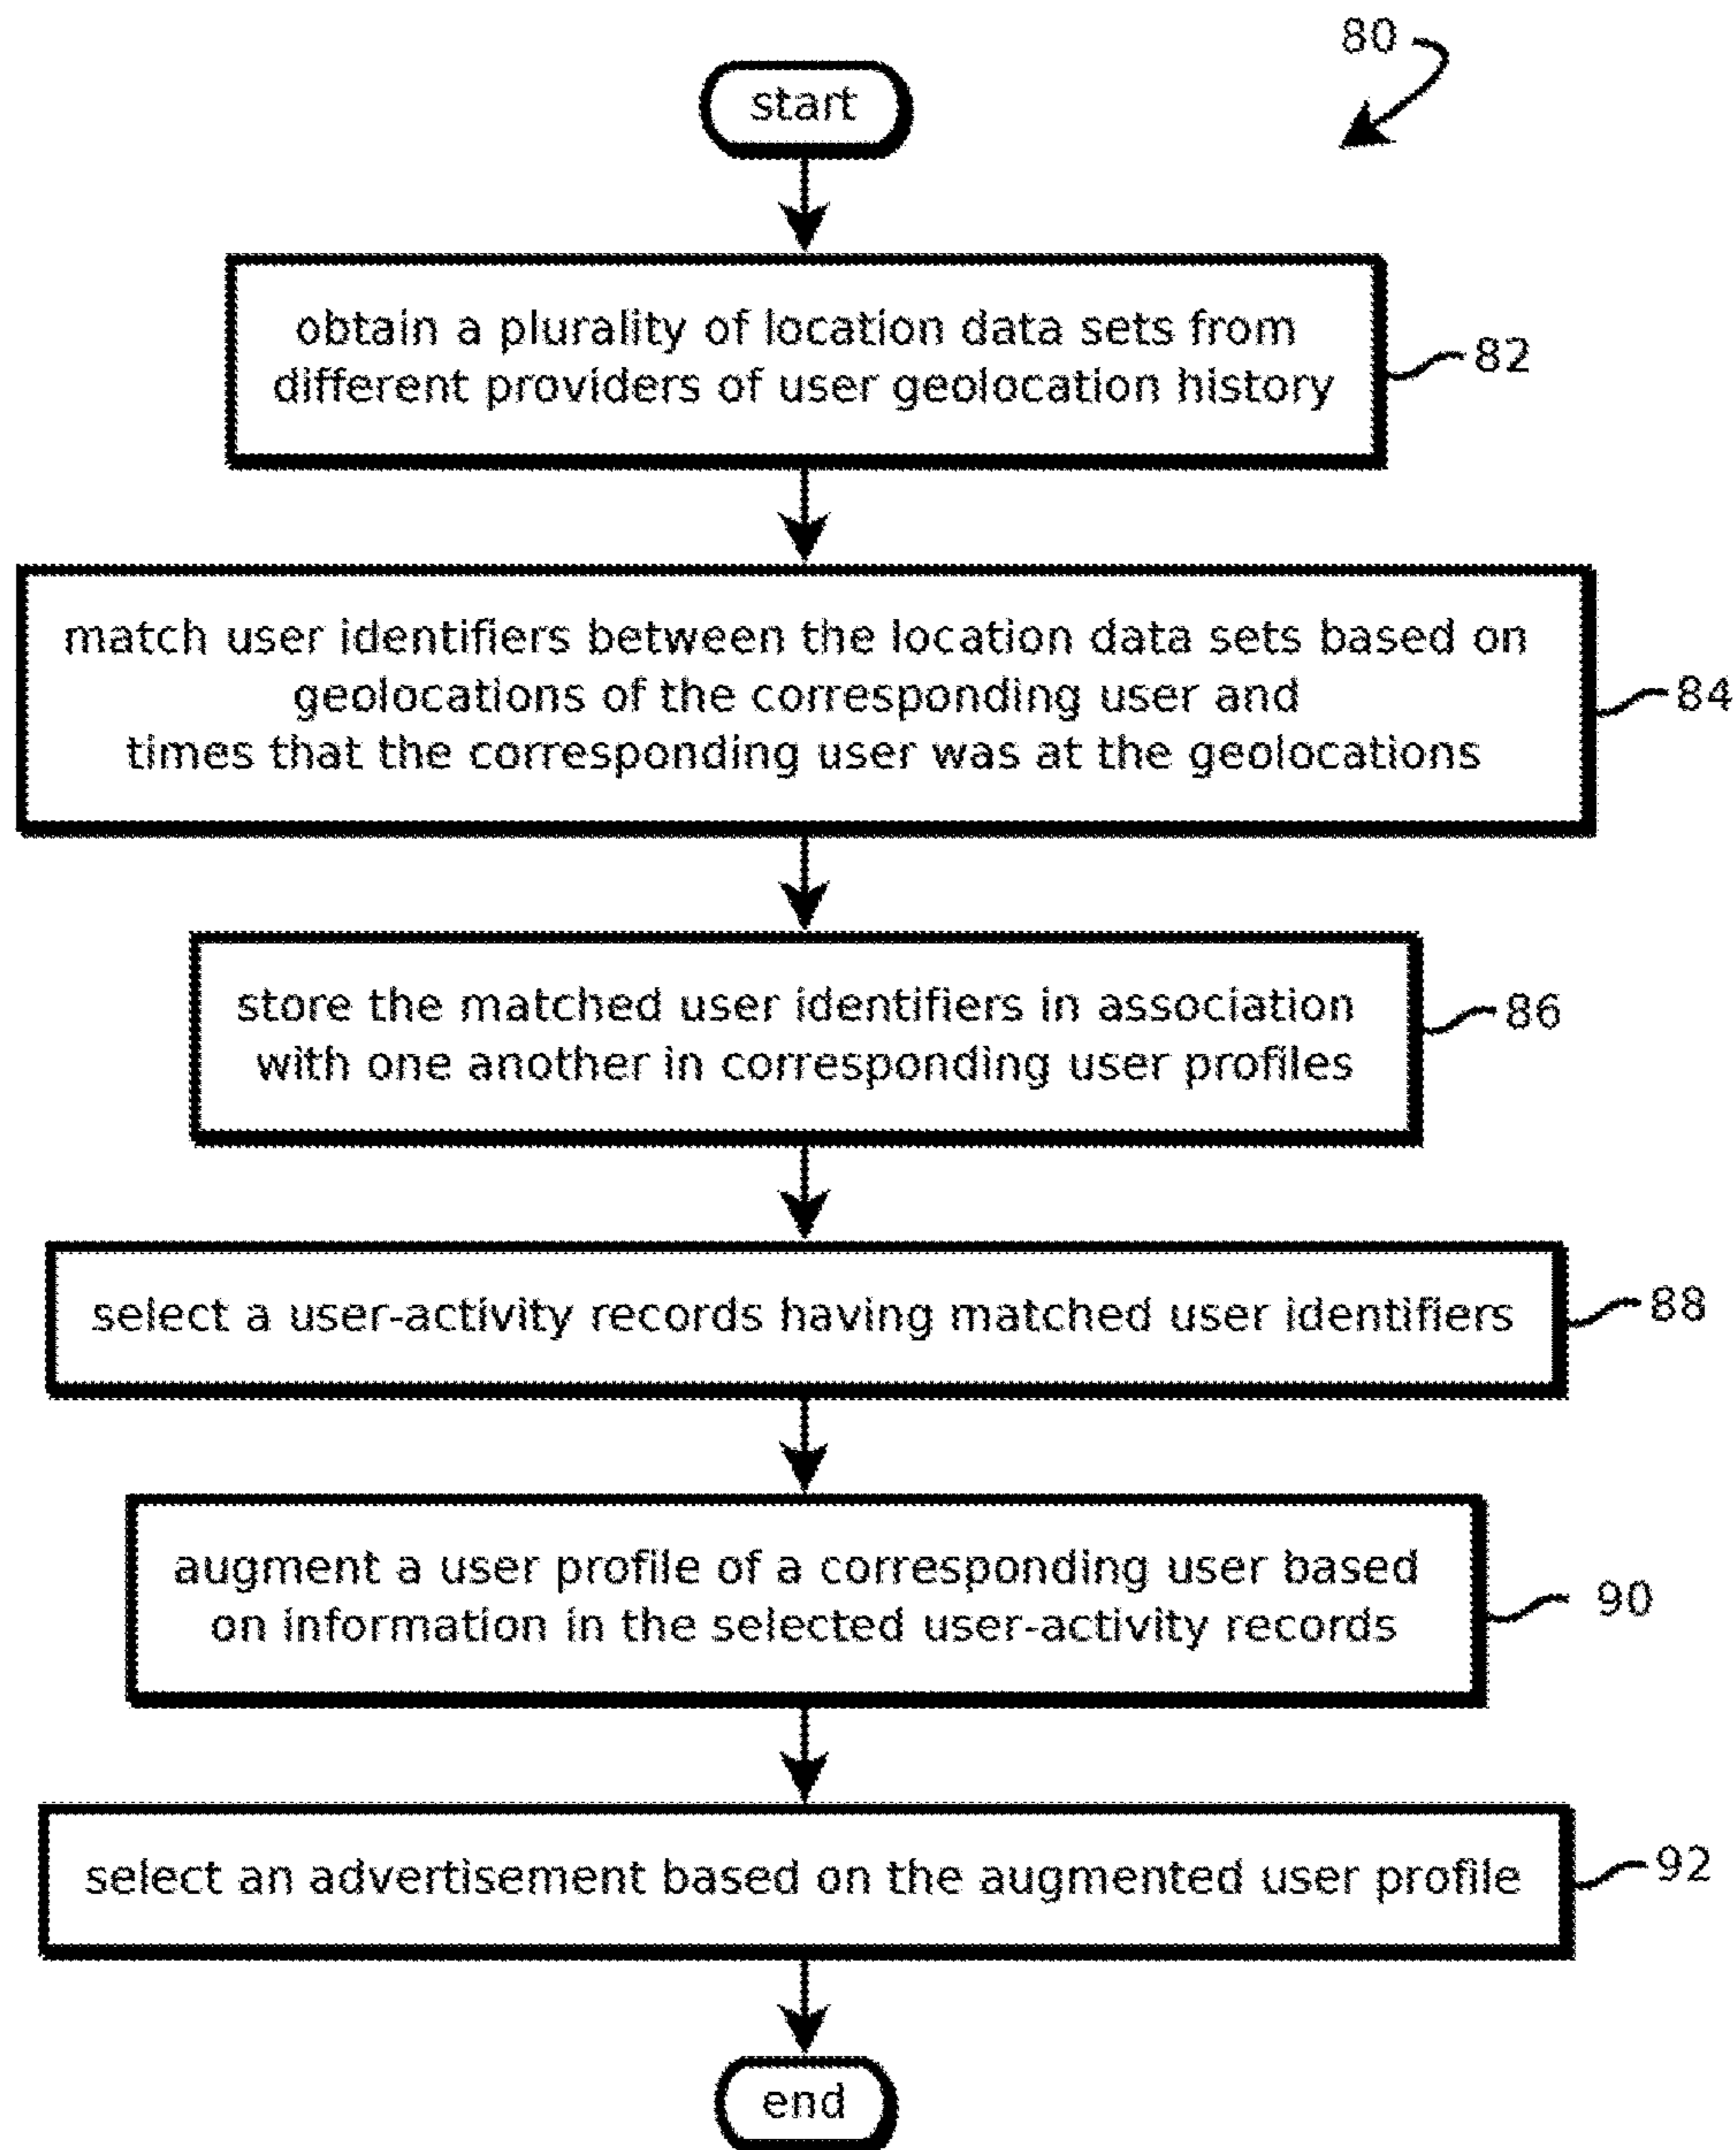 80
start
obtain a plurality of location data sets from
different providers of user geolocation history
82
match user identifiers between the location data sets based on
geolocations of the corresponding user and
times that the corresponding user was at the geolocations
84
store the matched user identifiers in association
with one another in corresponding user profiles
86
select a user-activity records having matched user identifiers
88
augment a user profile of a corresponding user based
on information in the selected user-activity records
90
select an advertisement based on the augmented user profile
92
end